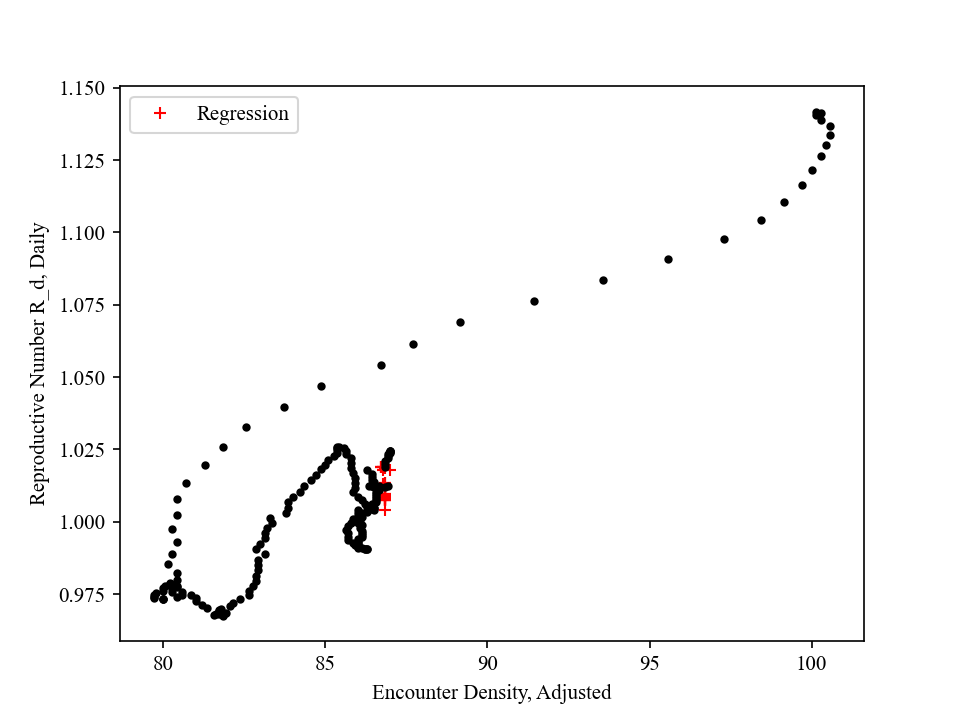 1.150
1.125
1.100
1.075
1.050
1.025
1.000
0.975
Reproductive Number R_d, Daily
Regression
80 85 90 95 100
Encounter Density, Adjusted